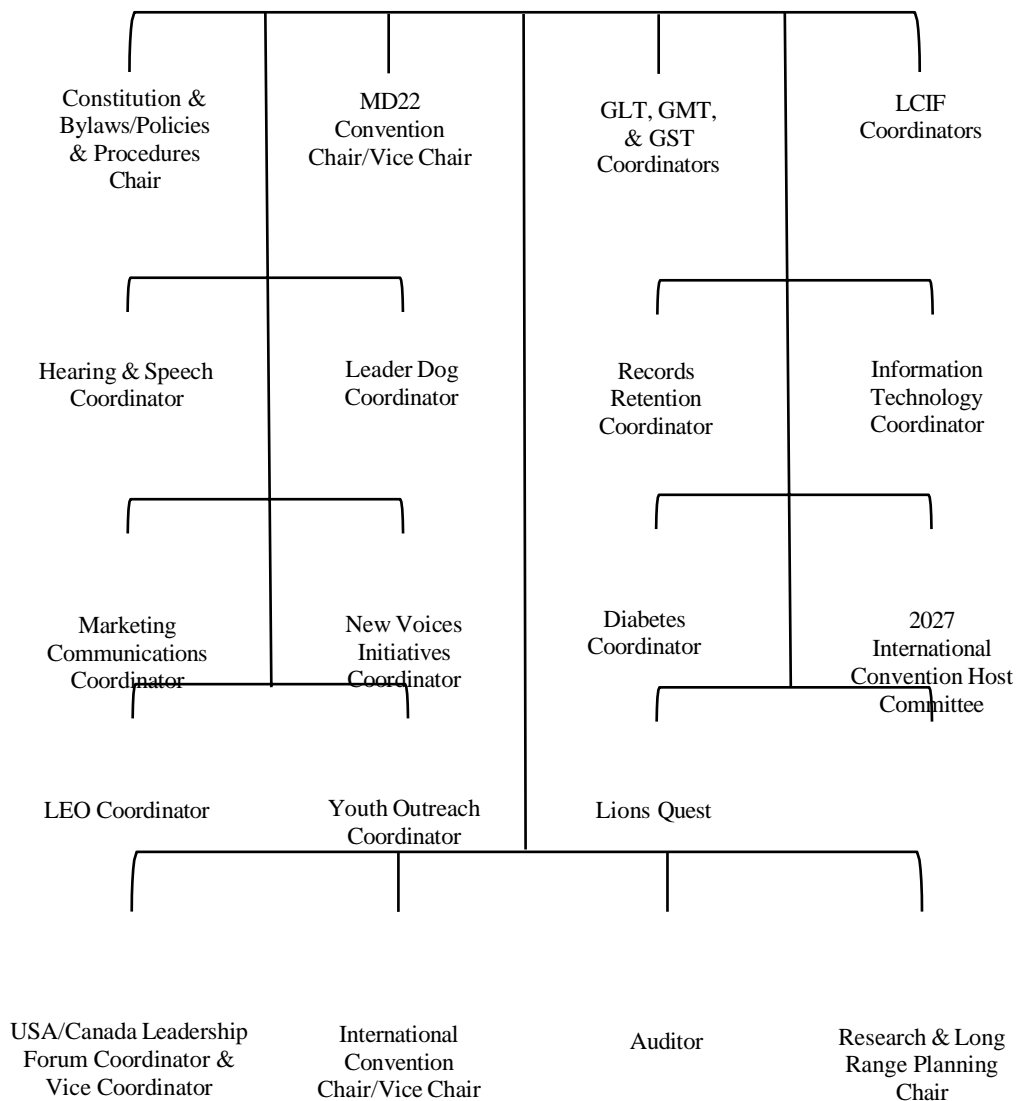 Constitution &
Bylaws/Policies
& Procedures
Chair
MD22
Convention
Chair/Vice Chair
GLT, GMT,
& GST
Coordinators
LCIF
Coordinators
Hearing & Speech
Coordinator
Leader Dog
Coordinator
Records
Retention
Coordinator
Information
Technology
Coordinator
Marketing
Communications
Coordinator
New Voices
Initiatives
Coordinator
Diabetes
Coordinator
2027
International
Convention Host
Committee
LEO Coordinator
Youth Outreach
Coordinator
Lions Quest
USA/Canada Leadership
Forum Coordinator &
Vice Coordinator
International
Convention
Chair/Vice Chair
Auditor
Research & Long
Range Planning
Chair